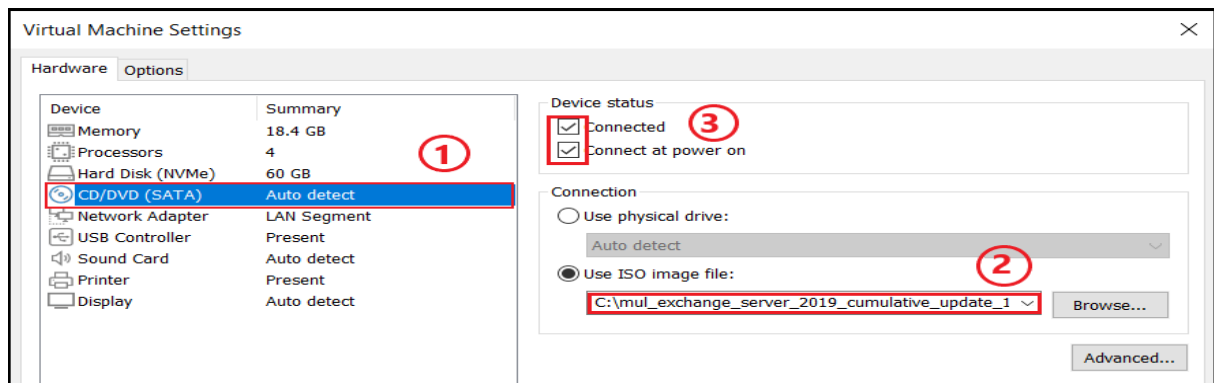 Virtual Machine Settings
Hardware Options
Device Summary
Memory 18.4 GB
Processors 4
Hard Disk (NVMe) 60 GB
CD/DVD (SATA) Auto detect
Network Adapter LAN Segment
USB Controller Present
Sound Card Auto detect
Printer Present
Display Auto detect
1
Device status
Connected
3
Connect at power on
Connection
Use physical drive:
Auto detect
Use ISO image file:
2
C:\mul_exchange_server_2019_cumulative_update_1
Browse...
Advanced...